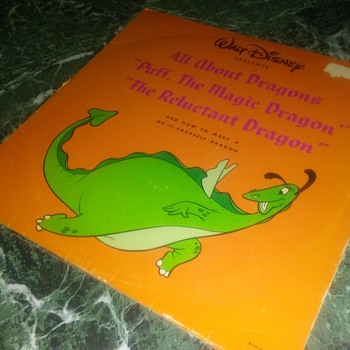 WALT DISNEY
PRESENTS
All About Dragons
"Puff, The Magic Dragon"
"The Reluctant Dragon"
AND HOW TO MAKE A
DO-IT-YOURSELF DRAGON